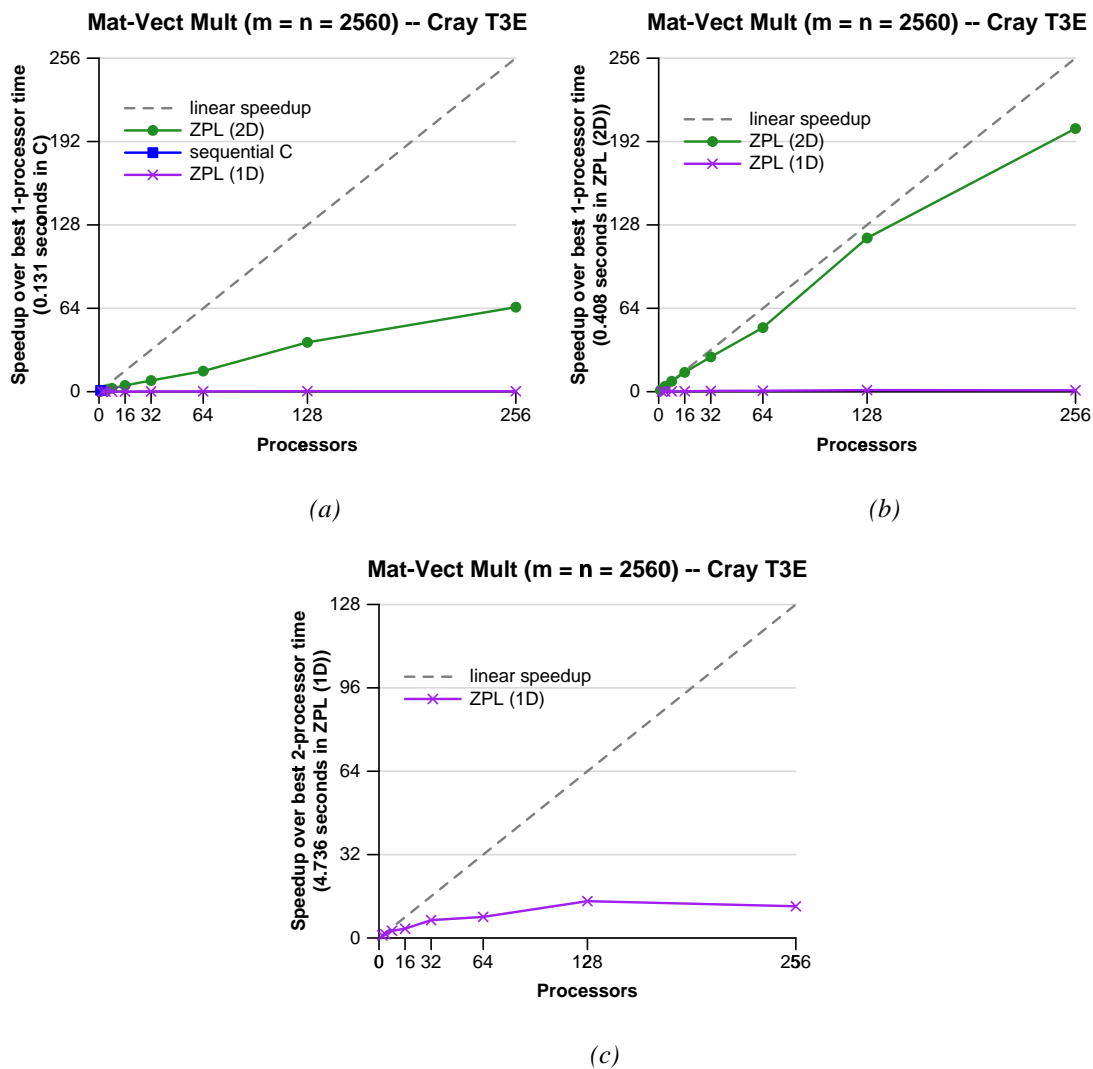 Mat-Vect Mult (m = n = 2560) -- Cray T3E
Speedup over best 1-processor time
(0.131 seconds in C)
256
192
128
64
0
linear speedup
ZPL (2D)
sequential C
ZPL (1D)
0 16 32 64 128 256
Processors
(a)
Mat-Vect Mult (m = n = 2560) -- Cray T3E
Speedup over best 1-processor time
(0.408 seconds in ZPL (2D))
256
192
128
64
0
linear speedup
ZPL (2D)
ZPL (1D)
0 16 32 64 128 256
Processors
(b)
Mat-Vect Mult (m = n = 2560) -- Cray T3E
Speedup over best 2-processor time
(4.736 seconds in ZPL (1D))
128
96
64
32
0
linear speedup
ZPL (1D)
0 16 32 64 128 256
Processors
(c)